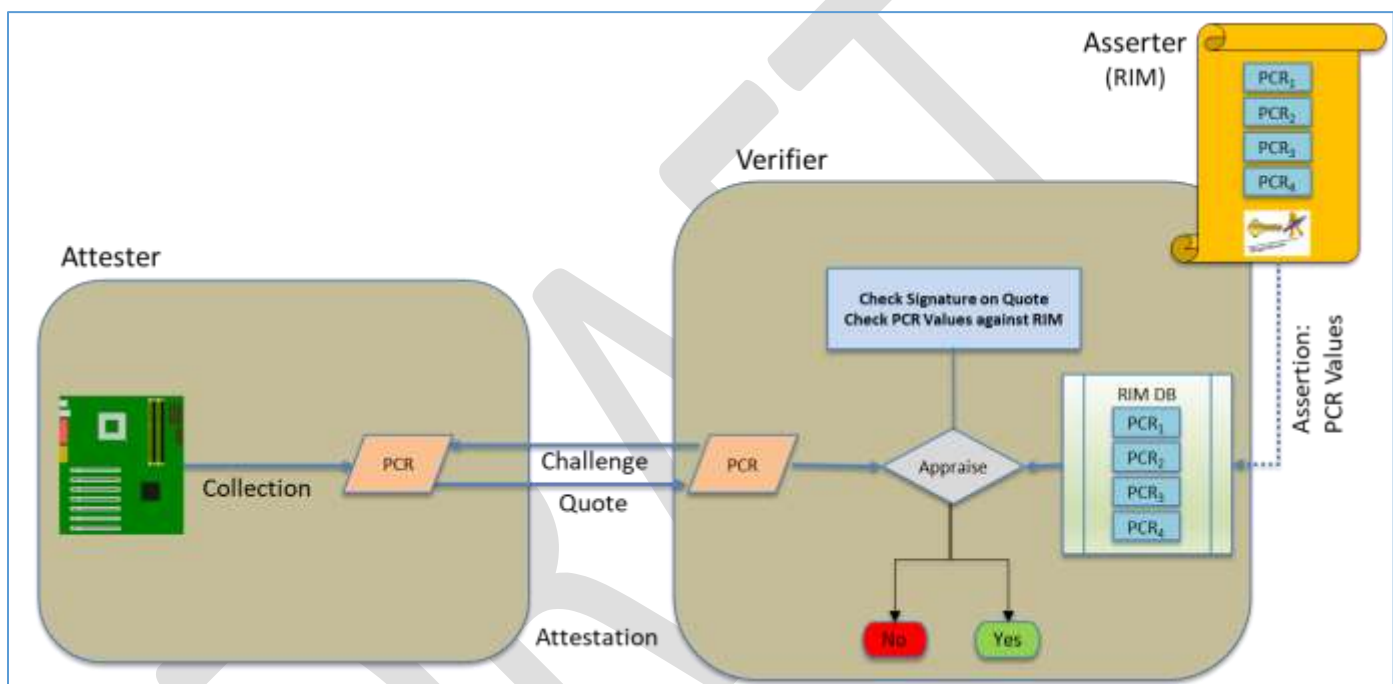 Asserter
(RIM)
PCR1
PCR2
PCR3
PCR4
Verifier
Attester
Check Signature on Quote
Check PCR Values against RIM
Assertion:
PCR Values
RIM DB
PCR1
PCR2
PCR3
PCR4
PCR
Collection
Challenge
Quote
PCR
Appraise
No
Yes
Attestation